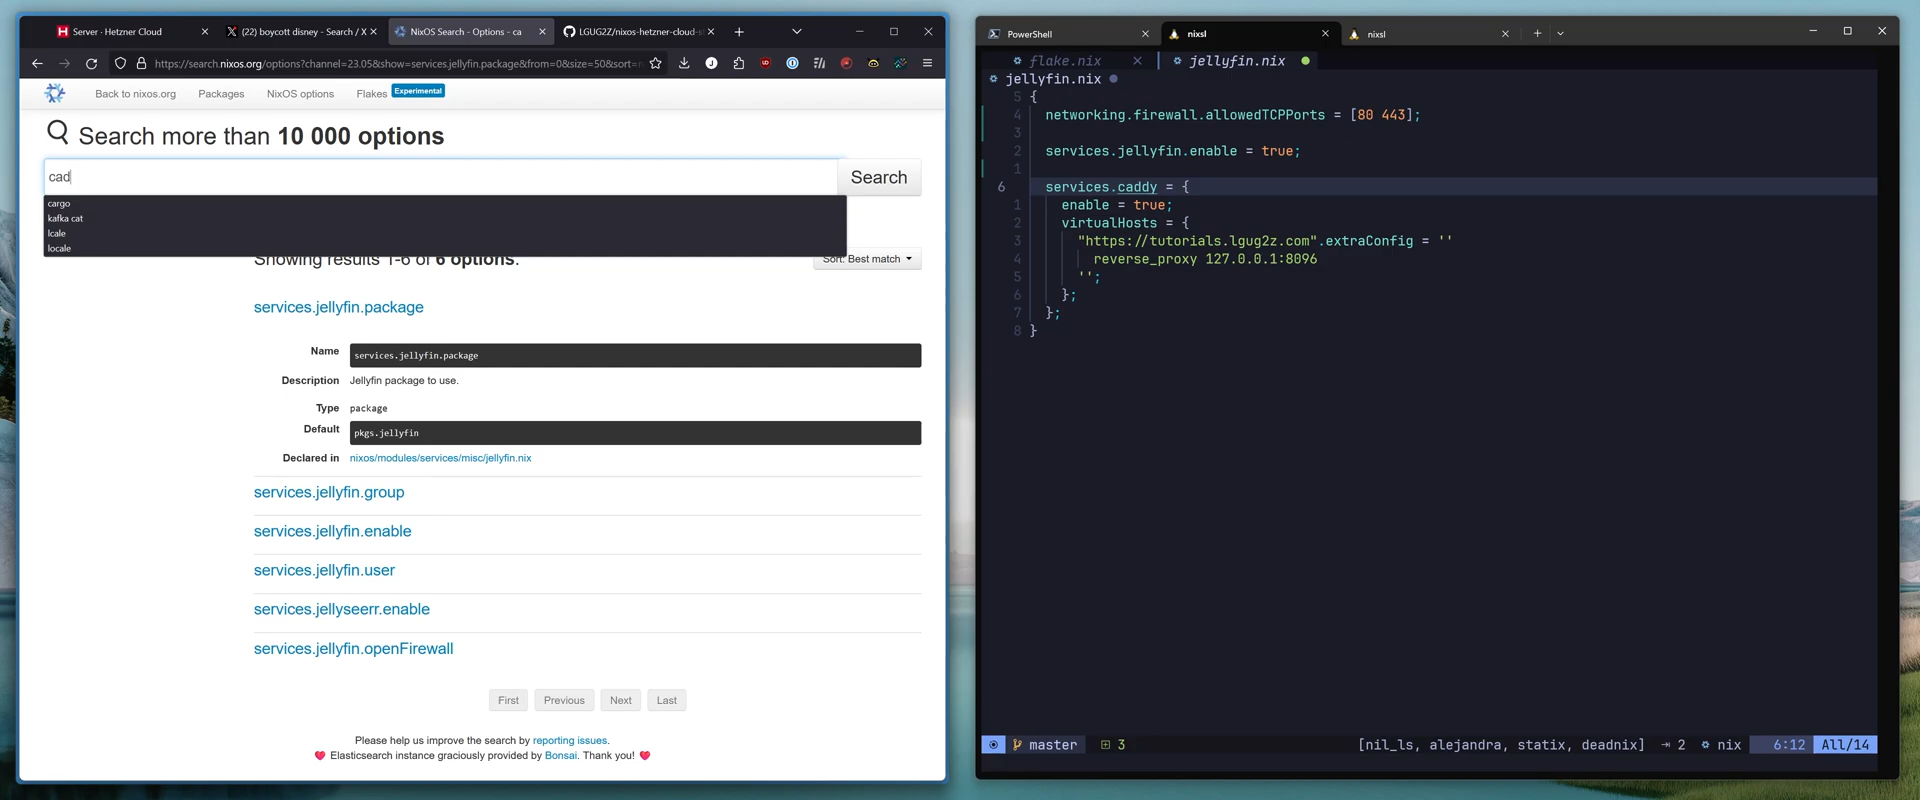 Server · Hetzner Cloud
(22) boycott disney - Search / X
NixOS Search - Options - ca
LGUG2Z/nixos-hetzner-cloud-s
https://search.nixos.org/options?channel=23.05&show=services.jellyfin.package&from=0&size=50&sort=
Back to nixos.org
Packages
NixOS options
Flakes
Experimental
Search more than 10 000 options
cad
Search
cargo
kafka cat
lcale
locale
Showing results 1-6 of 6 options.
Sort: Best match
services.jellyfin.package
Name
services.jellyfin.package
Description
Jellyfin package to use.
Type
package
Default
pkgs.jellyfin
Declared in
nixos/modules/services/misc/jellyfin.nix
services.jellyfin.group
services.jellyfin.enable
services.jellyfin.user
services.jellyseerr.enable
services.jellyfin.openFirewall
First
Previous
Next
Last
Please help us improve the search by reporting issues.
Elasticsearch instance graciously provided by Bonsai. Thank you!
PowerShell
nixsl
nixsl
flake.nix
jellyfin.nix
jellyfin.nix
5 {
4 networking.firewall.allowedTCPPorts = [80 443];
3
2 services.jellyfin.enable = true;
1
6 services.caddy = {
1 enable = true;
2 virtualHosts = {
3 "https://tutorials.lgug2z.com".extraConfig = ''
4 reverse_proxy 127.0.0.1:8096
5 '';
6 };
7 };
8 }
master
3
[nil_ls, alejandra, statix, deadnix]
2
nix
6:12
All/14